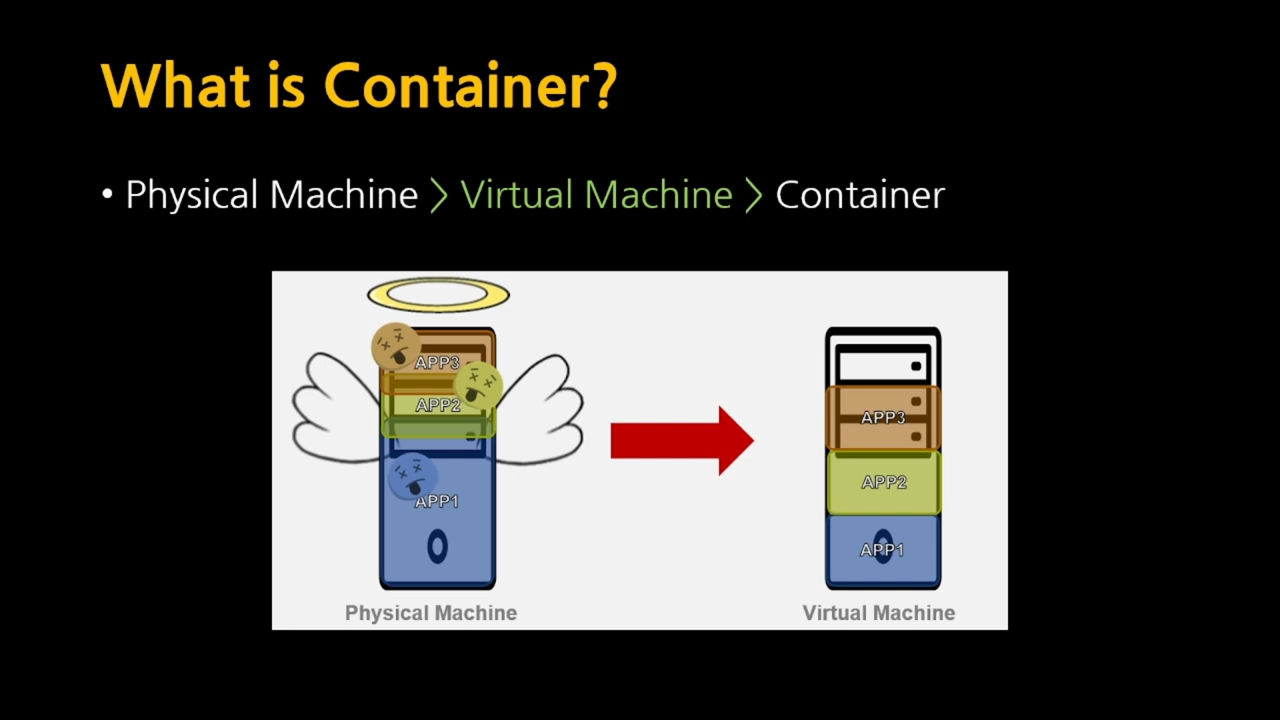 What is Container?
• Physical Machine > Virtual Machine > Container
APP3
APP2
APP1
Physical Machine
APP3
APP2
APP1
Virtual Machine